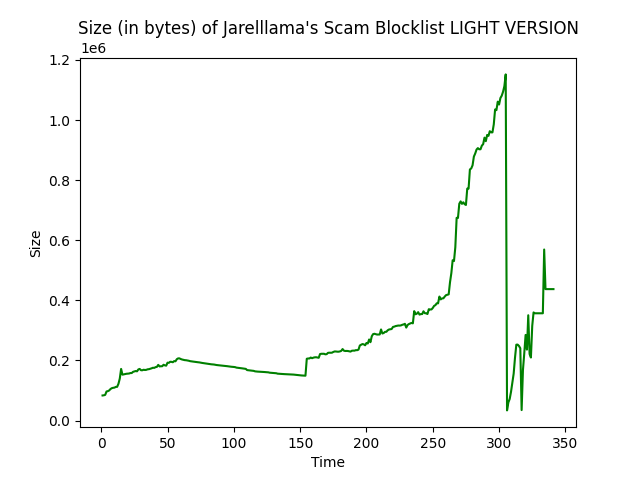 Size (in bytes) of Jarelllama's Scam Blocklist LIGHT VERSION
1e6
1.2
1.0
0.8
0.6
0.4
0.2
0.0
Size
0 50 100 150 200 250 300 350
Time